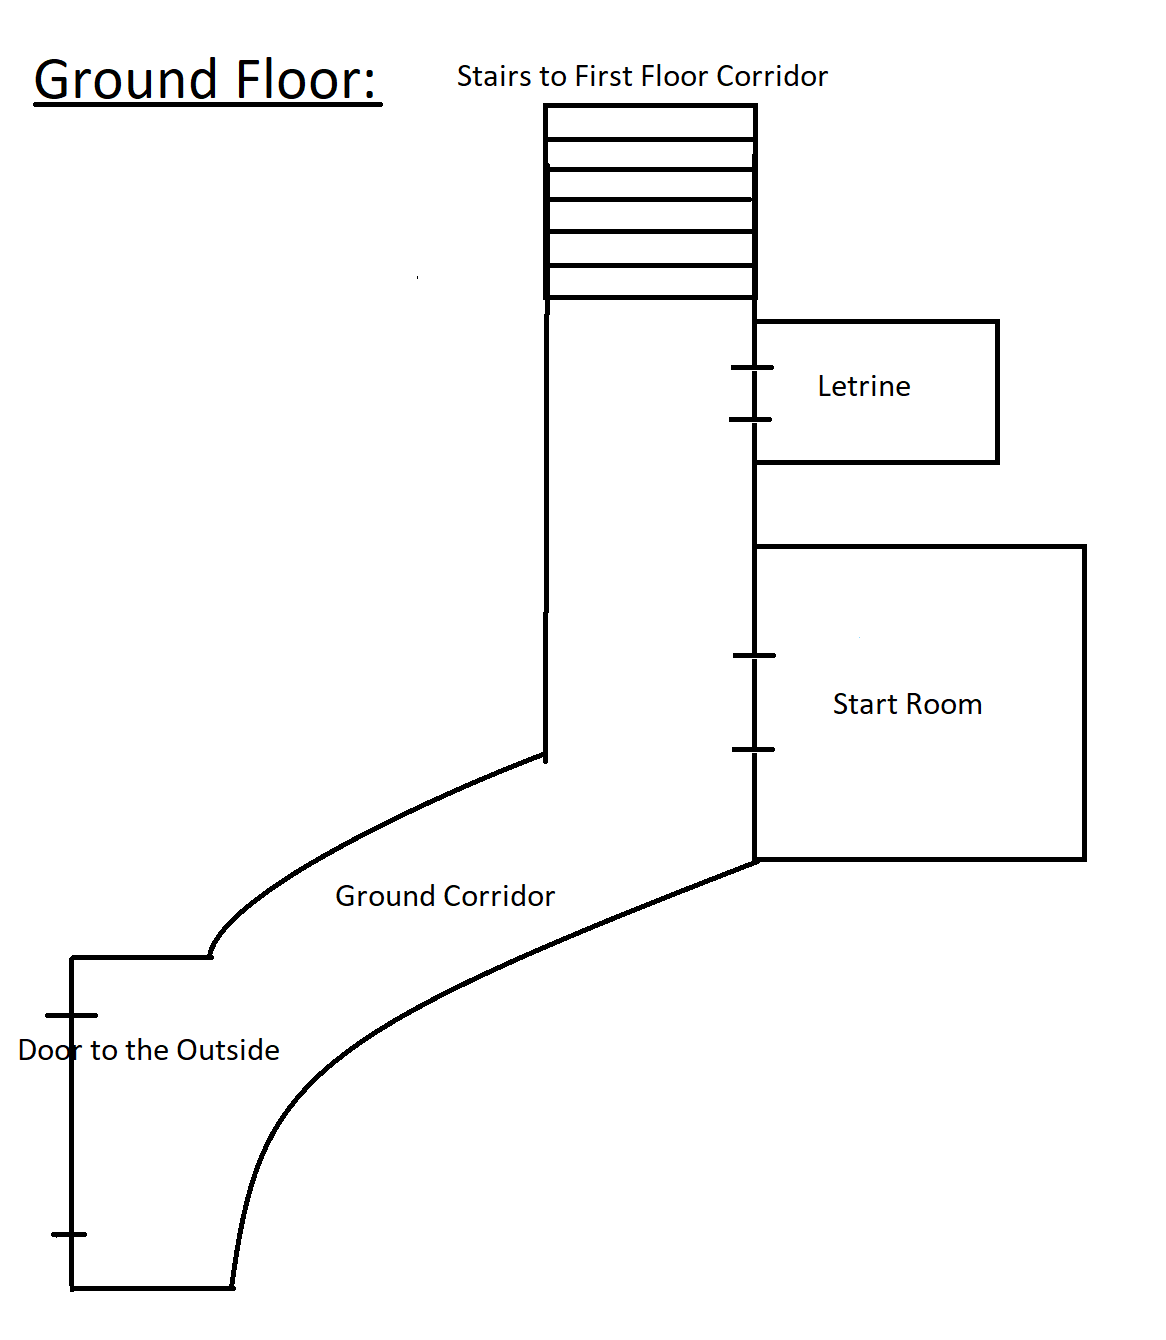 Ground Floor:
Stairs to First Floor Corridor
Letrine
Start Room
Ground Corridor
Door to the Outside